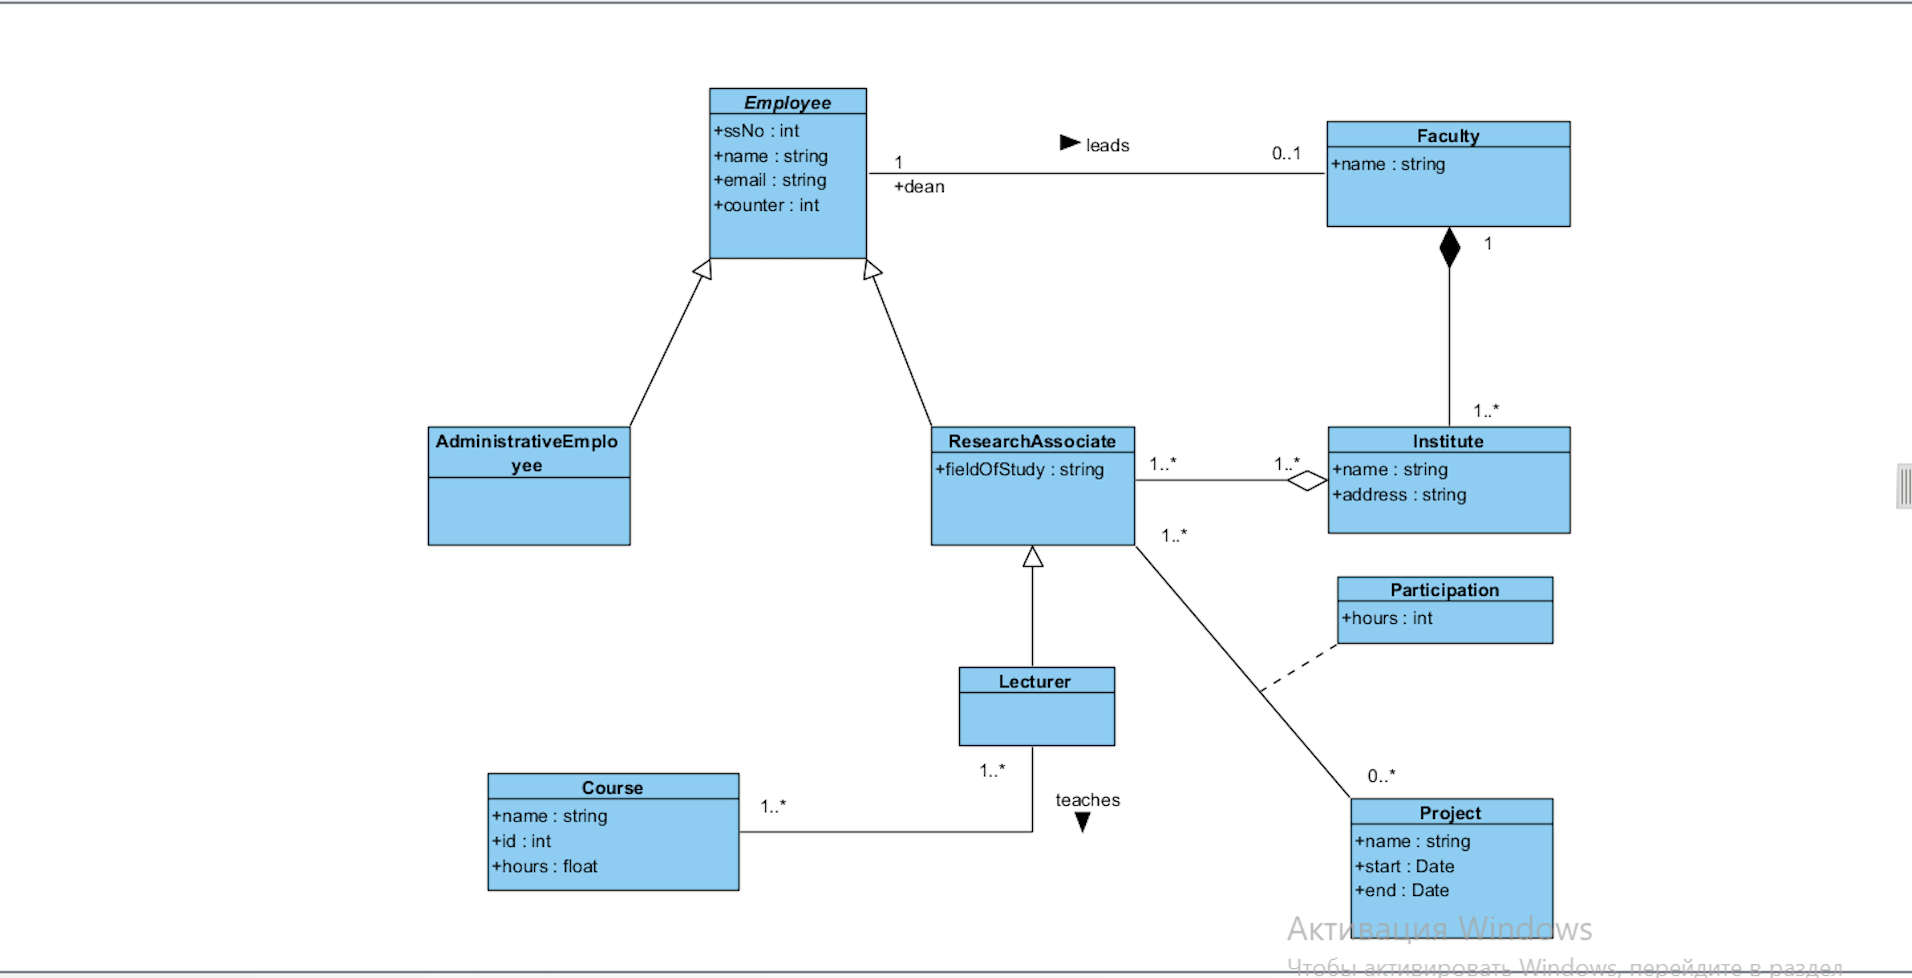 Employee
+ssNo : int
+name : string
+email : string
+counter : int
1
+dean
leads
0..1
Faculty
+name : string
1
1..*
AdministrativeEmplo
yee
ResearchAssociate
+fieldOfStudy : string
1..*
1..*
Institute
+name : string
+address : string
1..*
Participation
+hours : int
Lecturer
1..*
teaches
1..*
Course
+name : string
+id : int
+hours : float
0..*
Project
+name : string
+start : Date
+end : Date
Активация Windows
Чтобы активировать Windows, перейдите в раздел